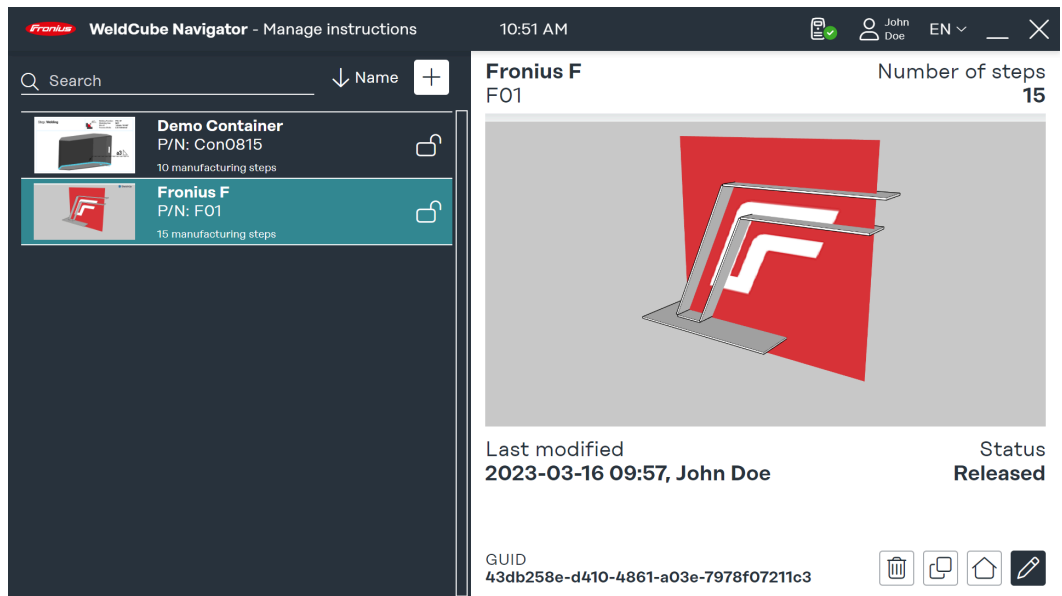 Fronius WeldCube Navigator - Manage instructions 10:51 AM John Doe EN
Search Name
Demo Container
P/N: Con0815
10 manufacturing steps
Fronius F
P/N: F01
15 manufacturing steps
Fronius F
F01
Number of steps
15
Last modified
2023-03-16 09:57, John Doe
Status
Released
GUID
43db258e-d410-4861-a03e-7978f07211c3